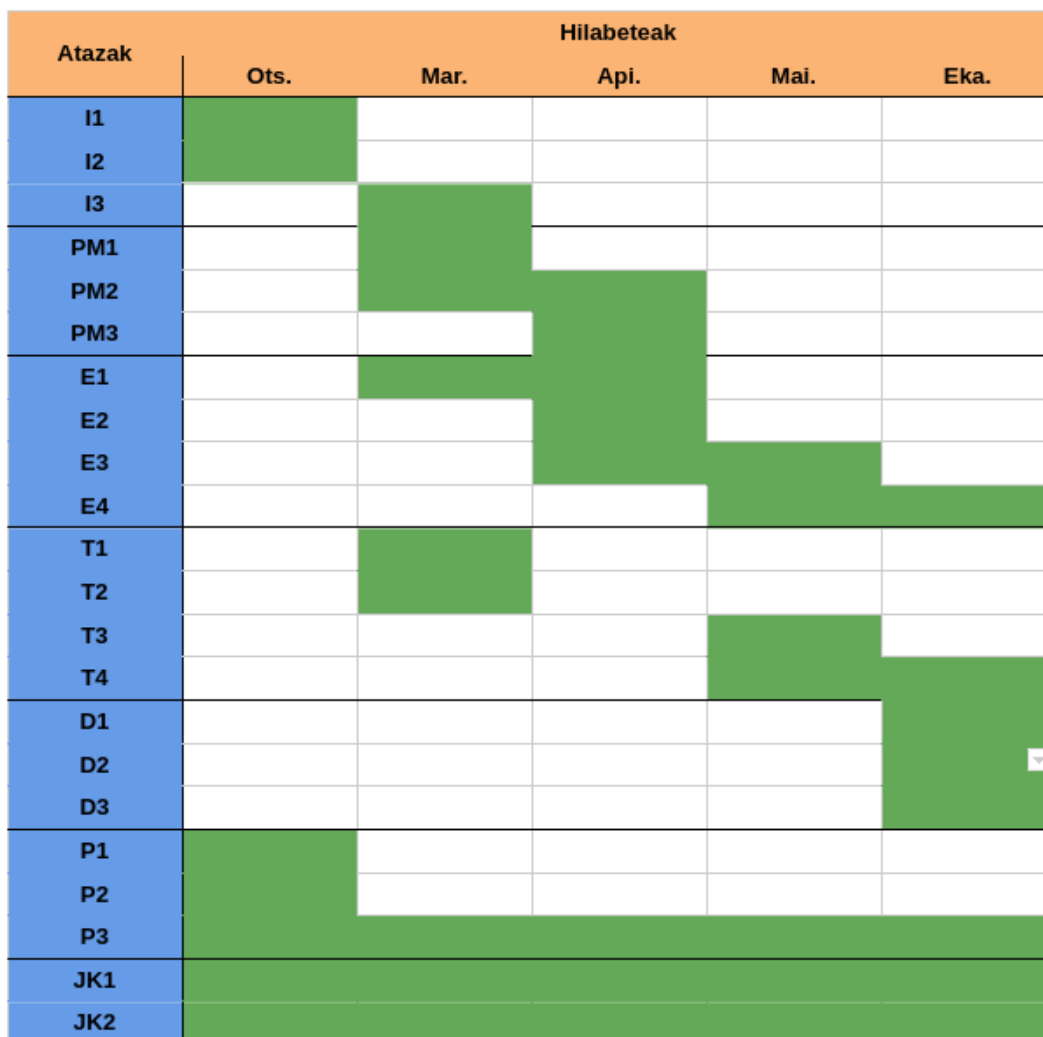 Atazak
Hilabeteak
Ots. Mar. Api. Mai. Eka.
I1
I2
I3
PM1
PM2
PM3
E1
E2
E3
E4
T1
T2
T3
T4
D1
D2
D3
P1
P2
P3
JK1
JK2